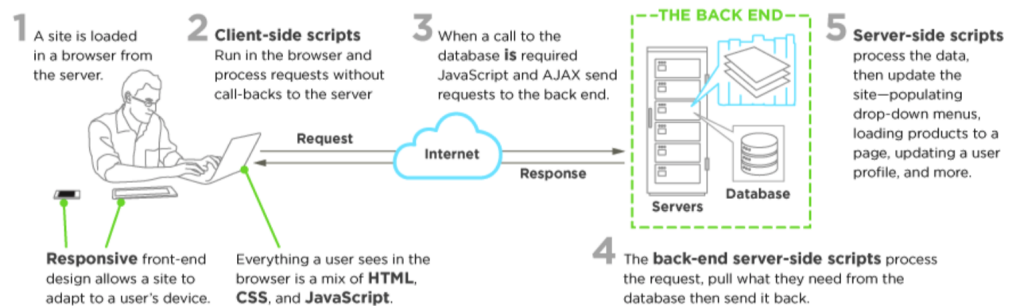 1 A site is loaded
in a browser from
the server.
2 Client-side scripts
Run in the browser and
process requests without
call-backs to the server
3 When a call to the
database is required
JavaScript and AJAX send
requests to the back end.
THE BACK END
5 Server-side scripts
process the data,
then update the
site—populating
drop-down menus,
loading products to a
page, updating a user
profile, and more.
Request
Internet
Response
Servers
Database
Responsive front-end
design allows a site to
adapt to a user's device.
Everything a user sees in the
browser is a mix of HTML,
CSS, and JavaScript.
4 The back-end server-side scripts process
the request, pull what they need from the
database then send it back.